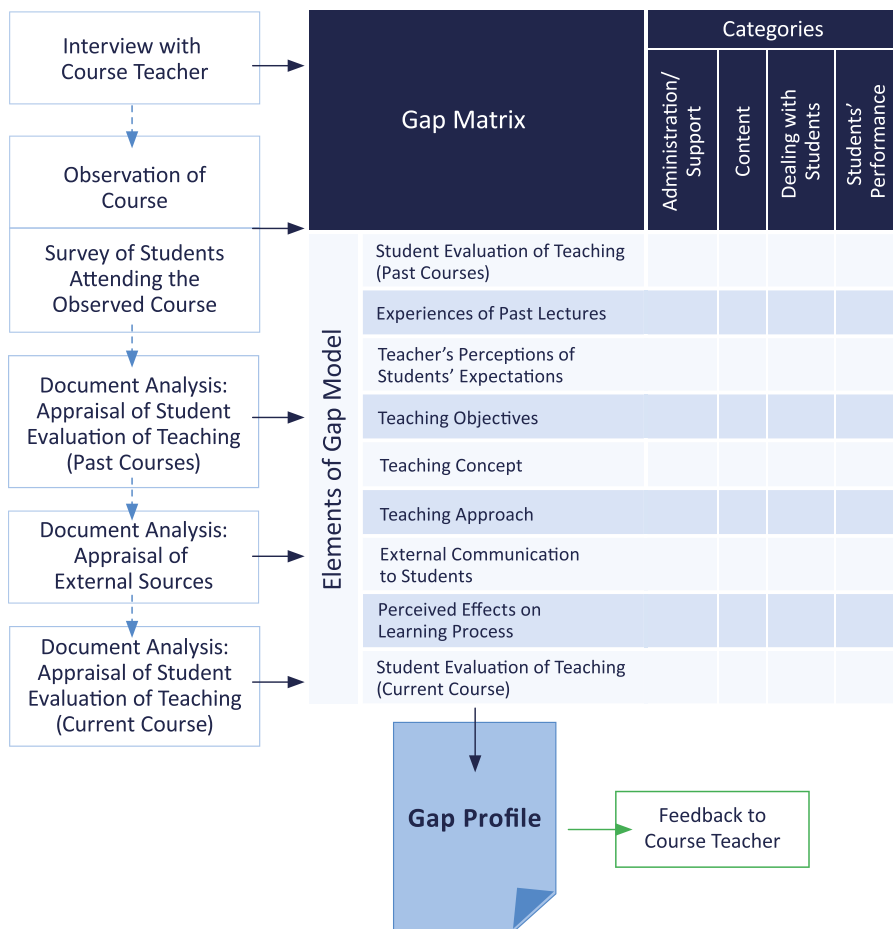 Interview with
Course Teacher
Observation of
Course
Survey of Students
Attending the
Observed Course
Document Analysis:
Appraisal of Student
Evaluation of Teaching
(Past Courses)
Document Analysis:
Appraisal of
External Sources
Document Analysis:
Appraisal of Student
Evaluation of Teaching
(Current Course)
Gap Matrix
Categories
Administration/
Support
Content
Dealing with
Students
Students’
Performance
Elements of Gap Model
Student Evaluation of Teaching
(Past Courses)
Experiences of Past Lectures
Teacher’s Perceptions of
Students’ Expectations
Teaching Objectives
Teaching Concept
Teaching Approach
External Communication
to Students
Perceived Effects on
Learning Process
Student Evaluation of Teaching
(Current Course)
Gap Profile
Feedback to
Course Teacher